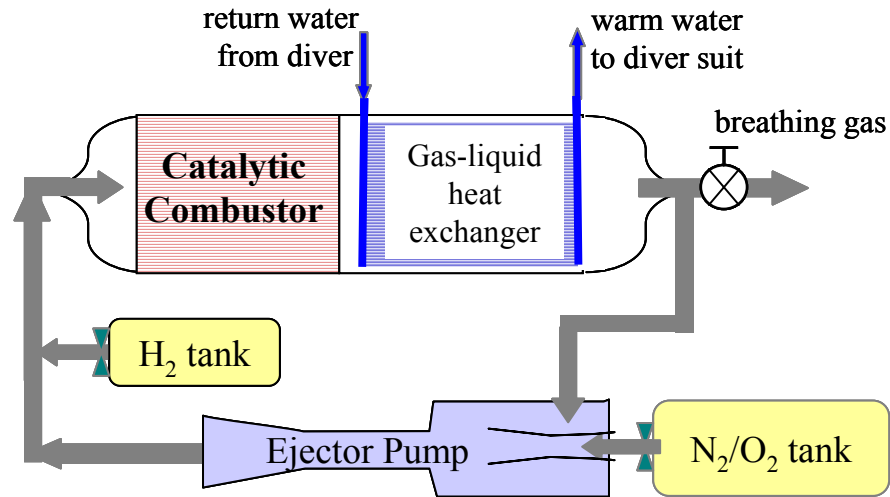 return water
from diver
warm water
to diver suit
breathing gas
Catalytic
Combustor
Gas-liquid
heat
exchanger
H₂ tank
Ejector Pump
N₂/O₂ tank